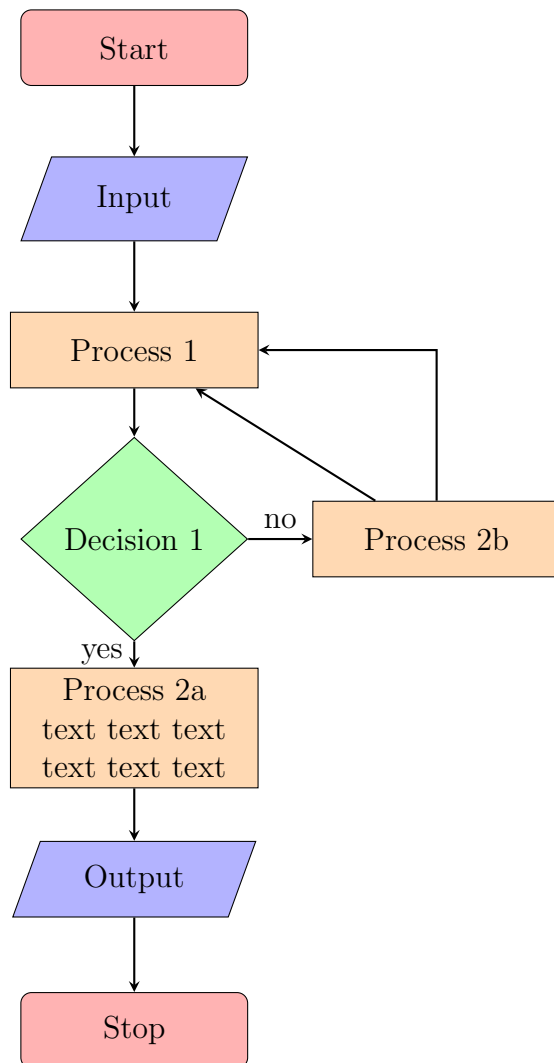 Start
Input
Process 1
Decision 1
no
Process 2b
yes
Process 2a
text text text
text text text
Output
Stop